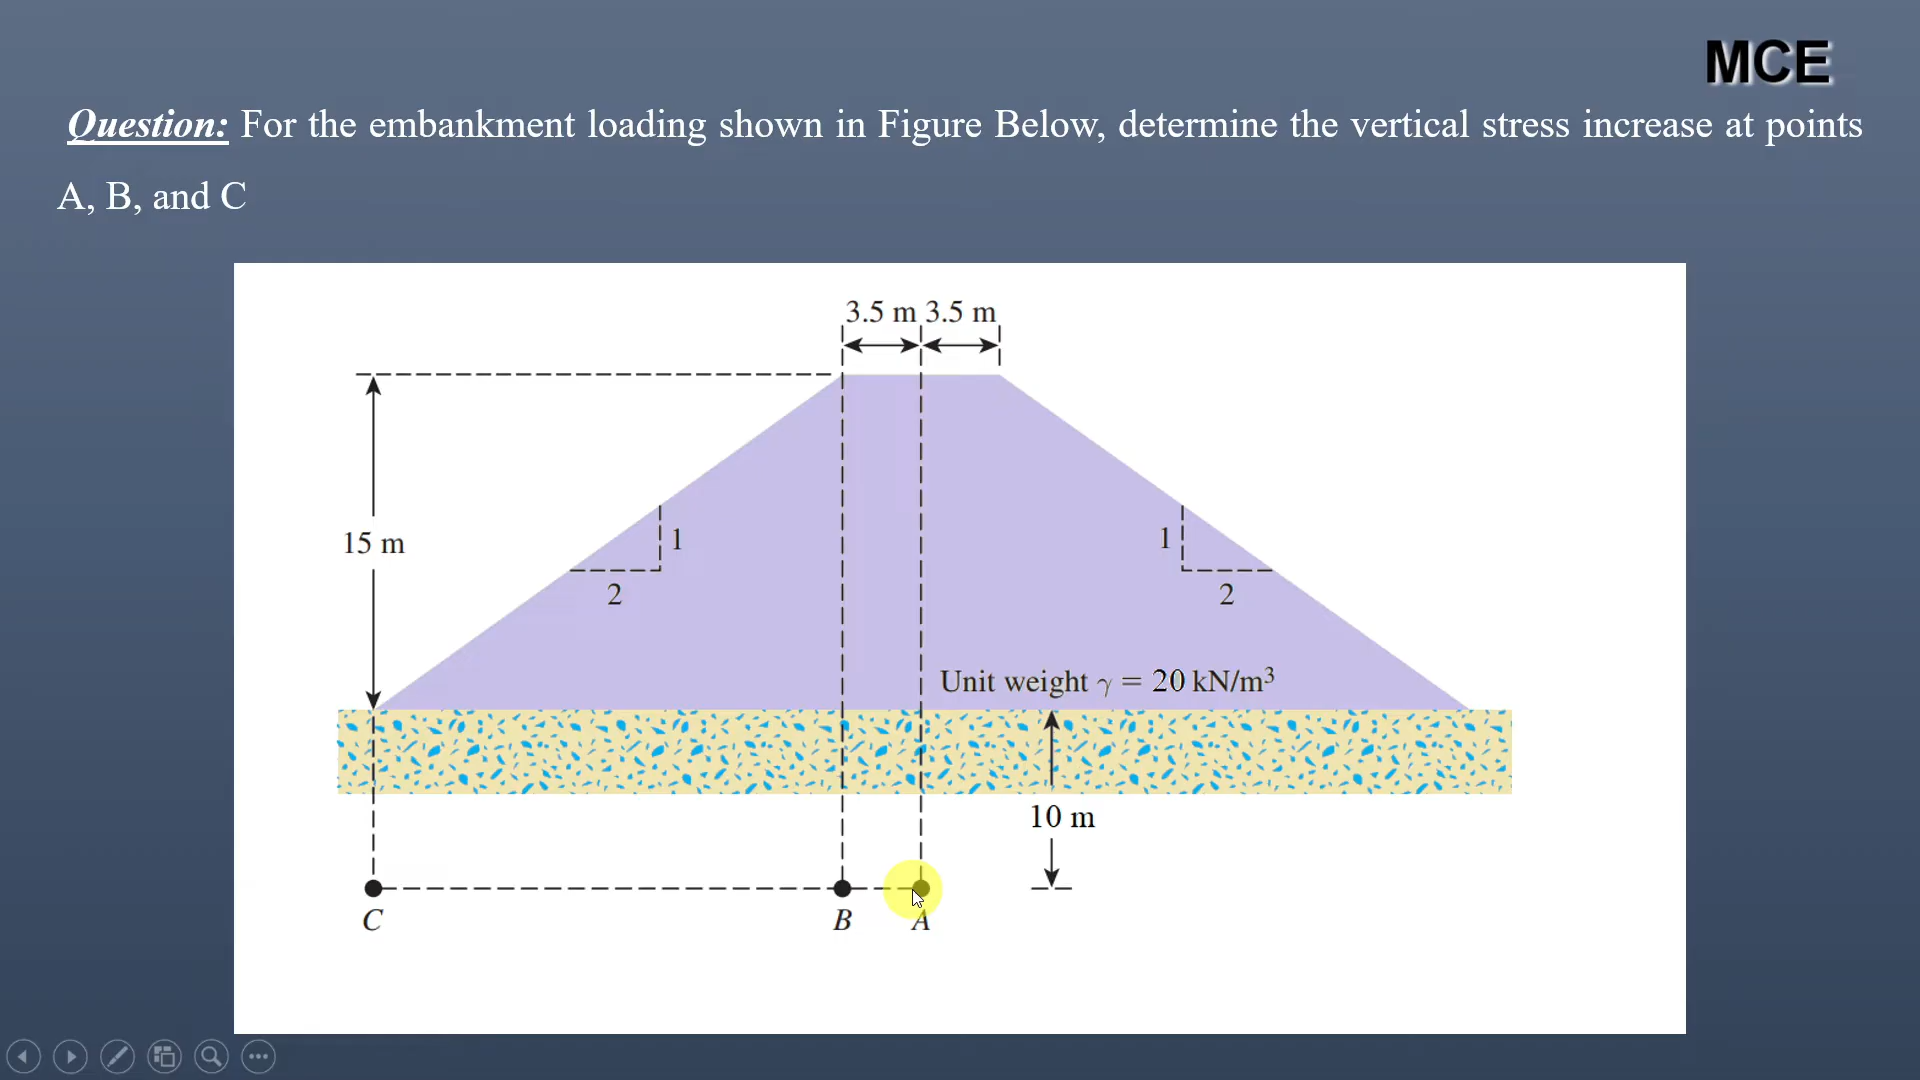 MCE
Question: For the embankment loading shown in Figure Below, determine the vertical stress increase at points
A, B, and C
3.5 m 3.5 m
15 m
1
2
1
2
Unit weight γ = 20 kN/m³
10 m
C
B
A